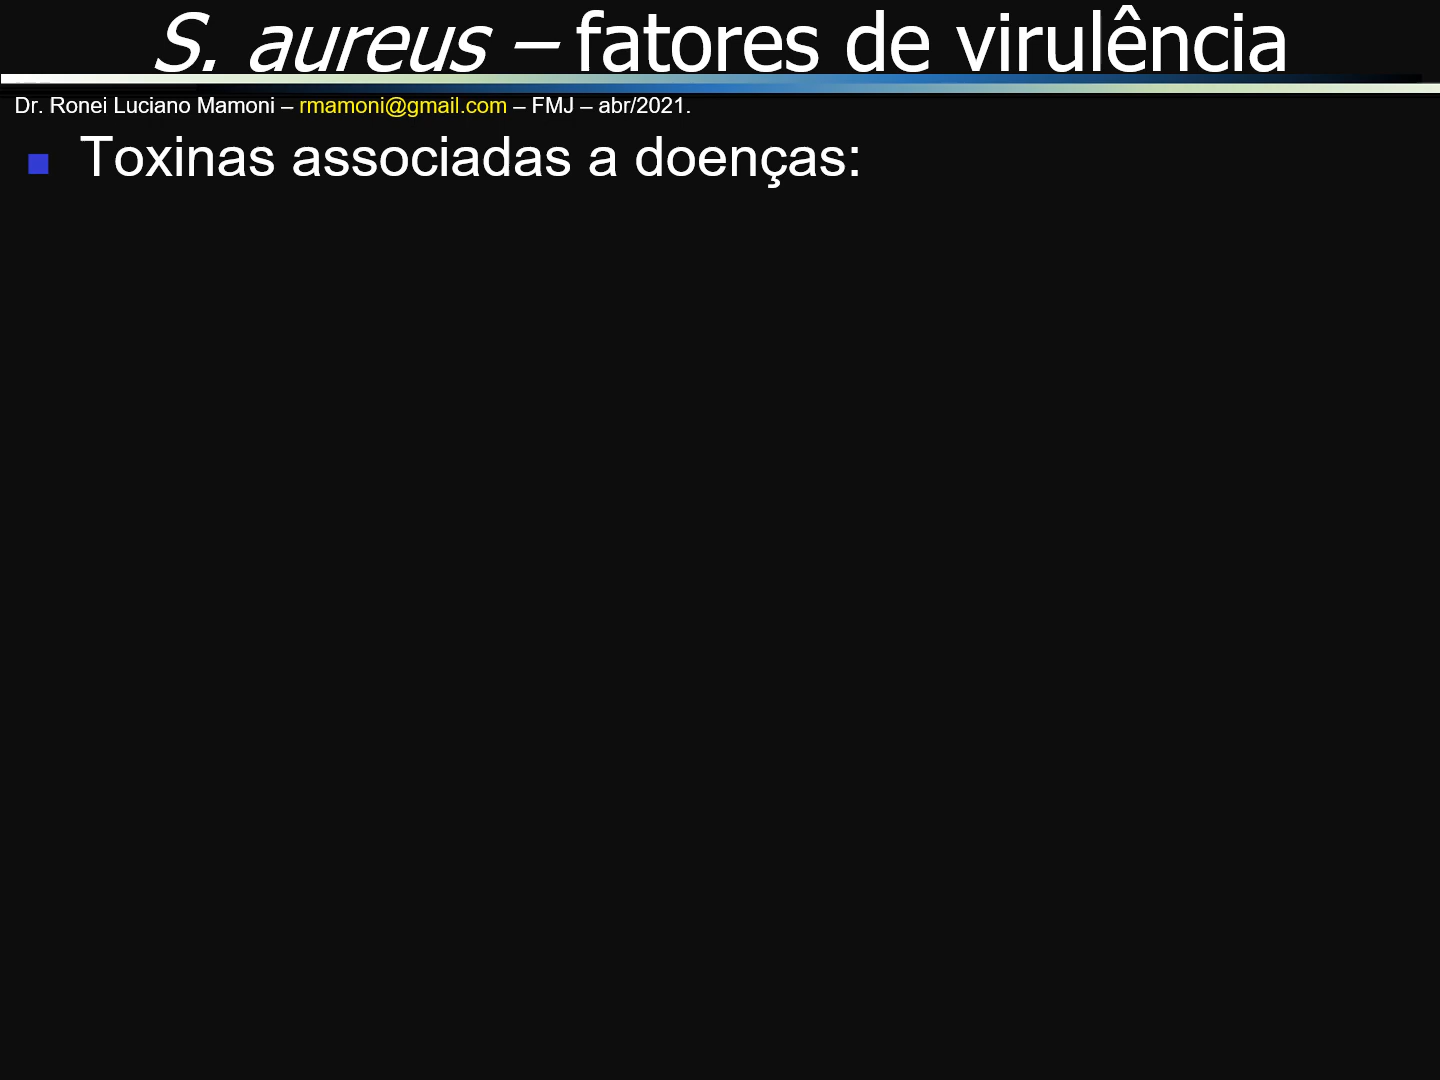 S. aureus – fatores de virulência
Dr. Ronei Luciano Mamoni – rmamoni@gmail.com – FMJ – abr/2021.
Toxinas associadas a doenças: